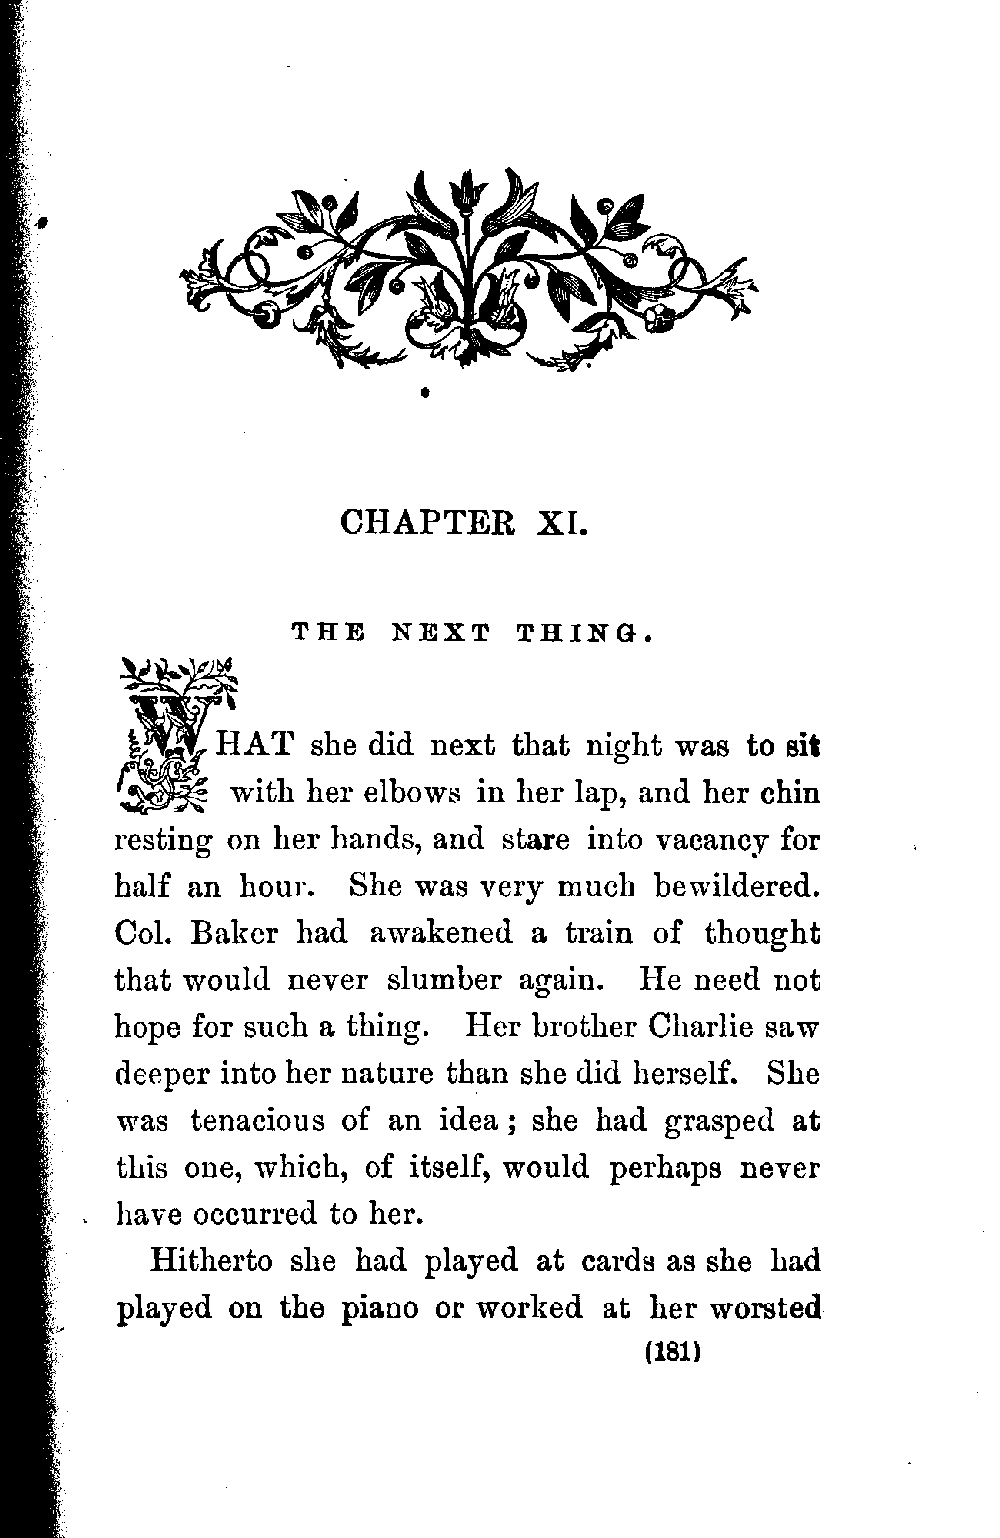 CHAPTER XI.
THE NEXT THING.
WHAT she did next that night was to sit
with her elbows in her lap, and her chin
resting on her hands, and stare into vacancy for
half an hour. She was very much bewildered.
Col. Baker had awakened a train of thought
that would never slumber again. He need not
hope for such a thing. Her brother Charlie saw
deeper into her nature than she did herself. She
was tenacious of an idea; she had grasped at
this one, which, of itself, would perhaps never
have occurred to her.
Hitherto she had played at cards as she had
played on the piano or worked at her worsted
(181)